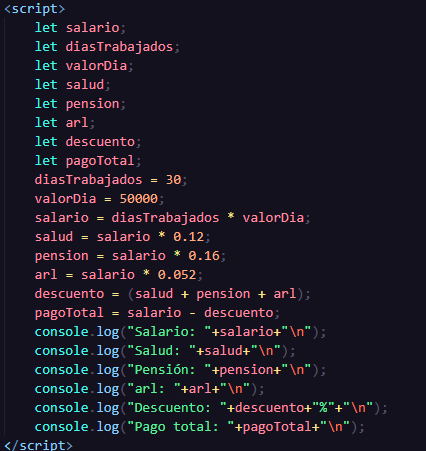 <script>
let salario;
let diasTrabajados;
let valorDia;
let salud;
let pension;
let arl;
let descuento;
let pagoTotal;
diasTrabajados = 30;
valorDia = 50000;
salario = diasTrabajados * valorDia;
salud = salario * 0.12;
pension = salario * 0.16;
arl = salario * 0.052;
descuento = (salud + pension + arl);
pagoTotal = salario - descuento;
console.log("Salario: "+salario+"\n");
console.log("Salud: "+salud+"\n");
console.log("Pensión: "+pension+"\n");
console.log("arl: "+arl+"\n");
console.log("Descuento: "+descuento+"%"+"\n");
console.log("Pago total: "+pagoTotal+"\n");
</script>